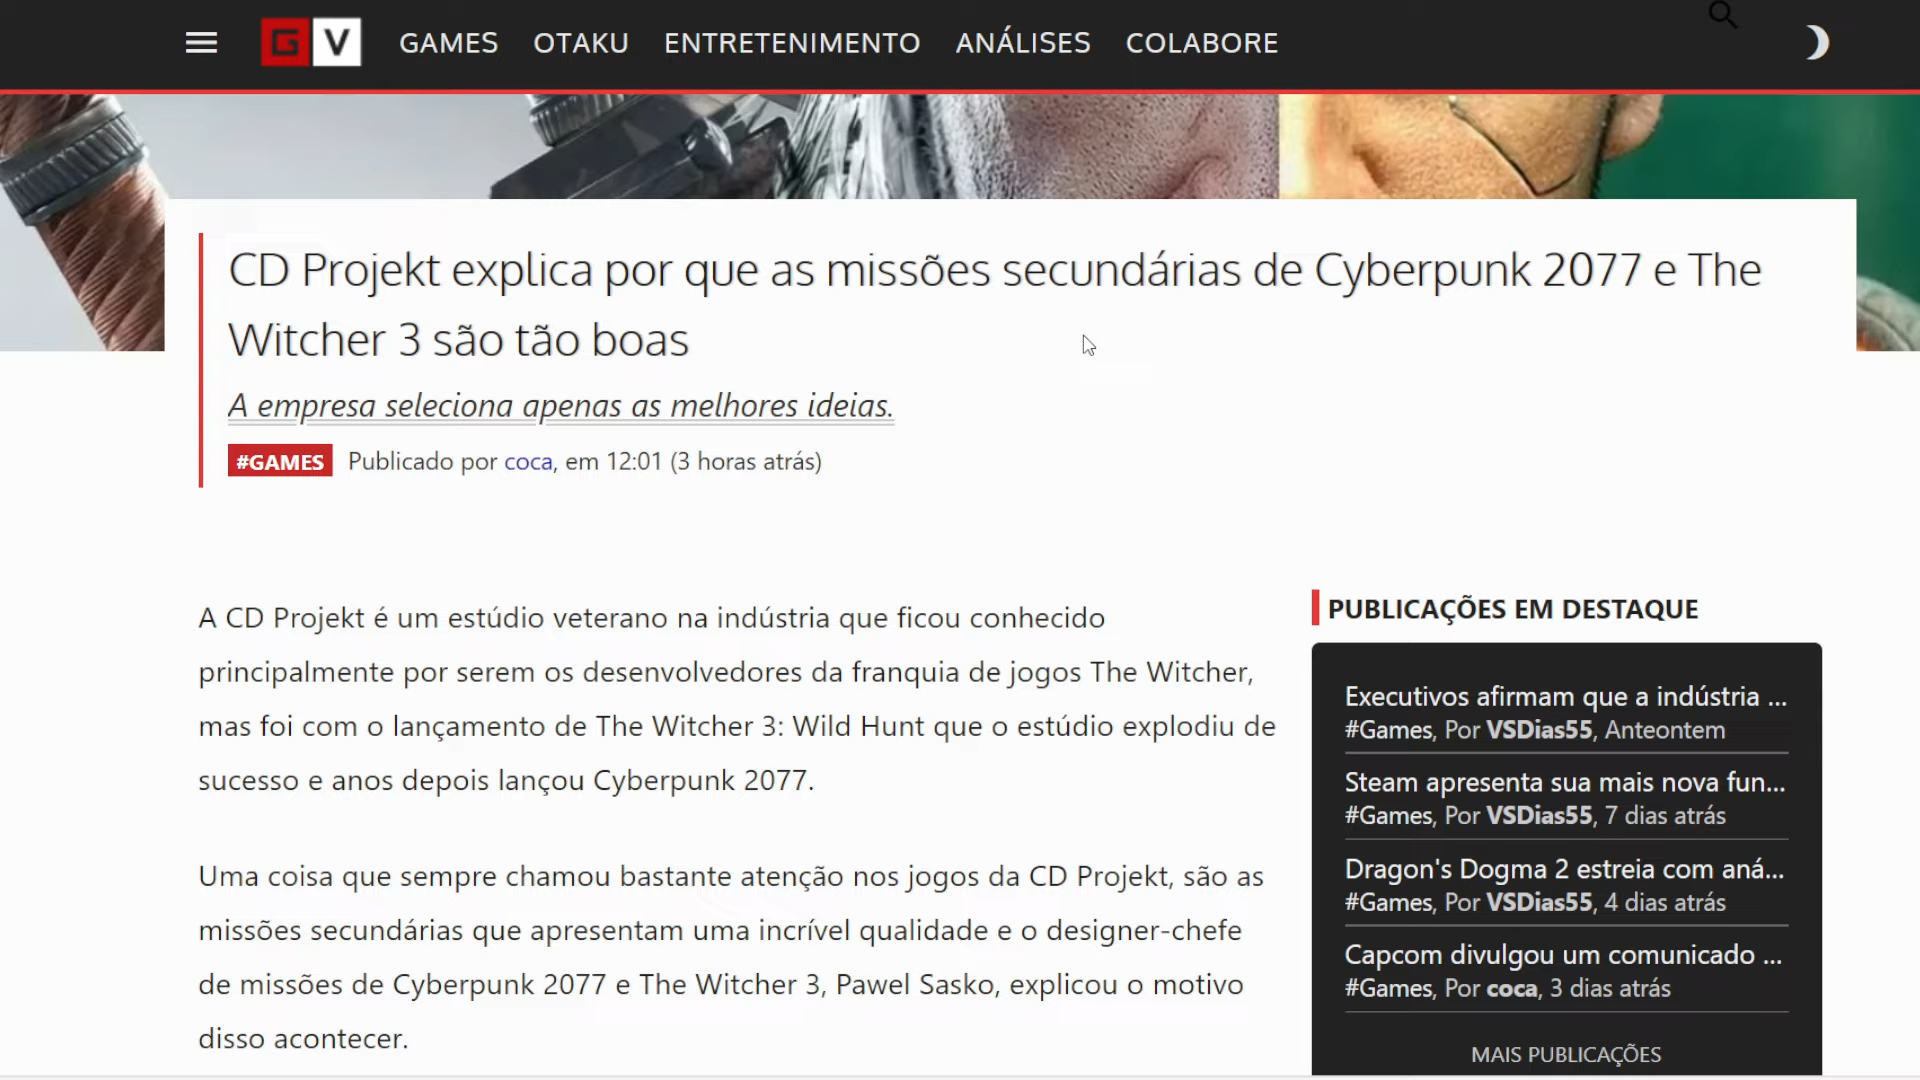 G V GAMES OTAKU ENTRETENIMENTO ANÁLISES COLABORE
CD Projekt explica por que as missões secundárias de Cyberpunk 2077 e The
Witcher 3 são tão boas
A empresa seleciona apenas as melhores ideias.
#GAMES Publicado por coca, em 12:01 (3 horas atrás)
A CD Projekt é um estúdio veterano na indústria que ficou conhecido
principalmente por serem os desenvolvedores da franquia de jogos The Witcher,
mas foi com o lançamento de The Witcher 3: Wild Hunt que o estúdio explodiu de
sucesso e anos depois lançou Cyberpunk 2077.
Uma coisa que sempre chamou bastante atenção nos jogos da CD Projekt, são as
missões secundárias que apresentam uma incrível qualidade e o designer-chefe
de missões de Cyberpunk 2077 e The Witcher 3, Pawel Sasko, explicou o motivo
disso acontecer.
PUBLICAÇÕES EM DESTAQUE
Executivos afirmam que a indústria ...
#Games, Por VSDias55, Anteontem
Steam apresenta sua mais nova fun...
#Games, Por VSDias55, 7 dias atrás
Dragon's Dogma 2 estreia com aná...
#Games, Por VSDias55, 4 dias atrás
Capcom divulgou um comunicado ...
#Games, Por coca, 3 dias atrás
MAIS PUBLICAÇÕES